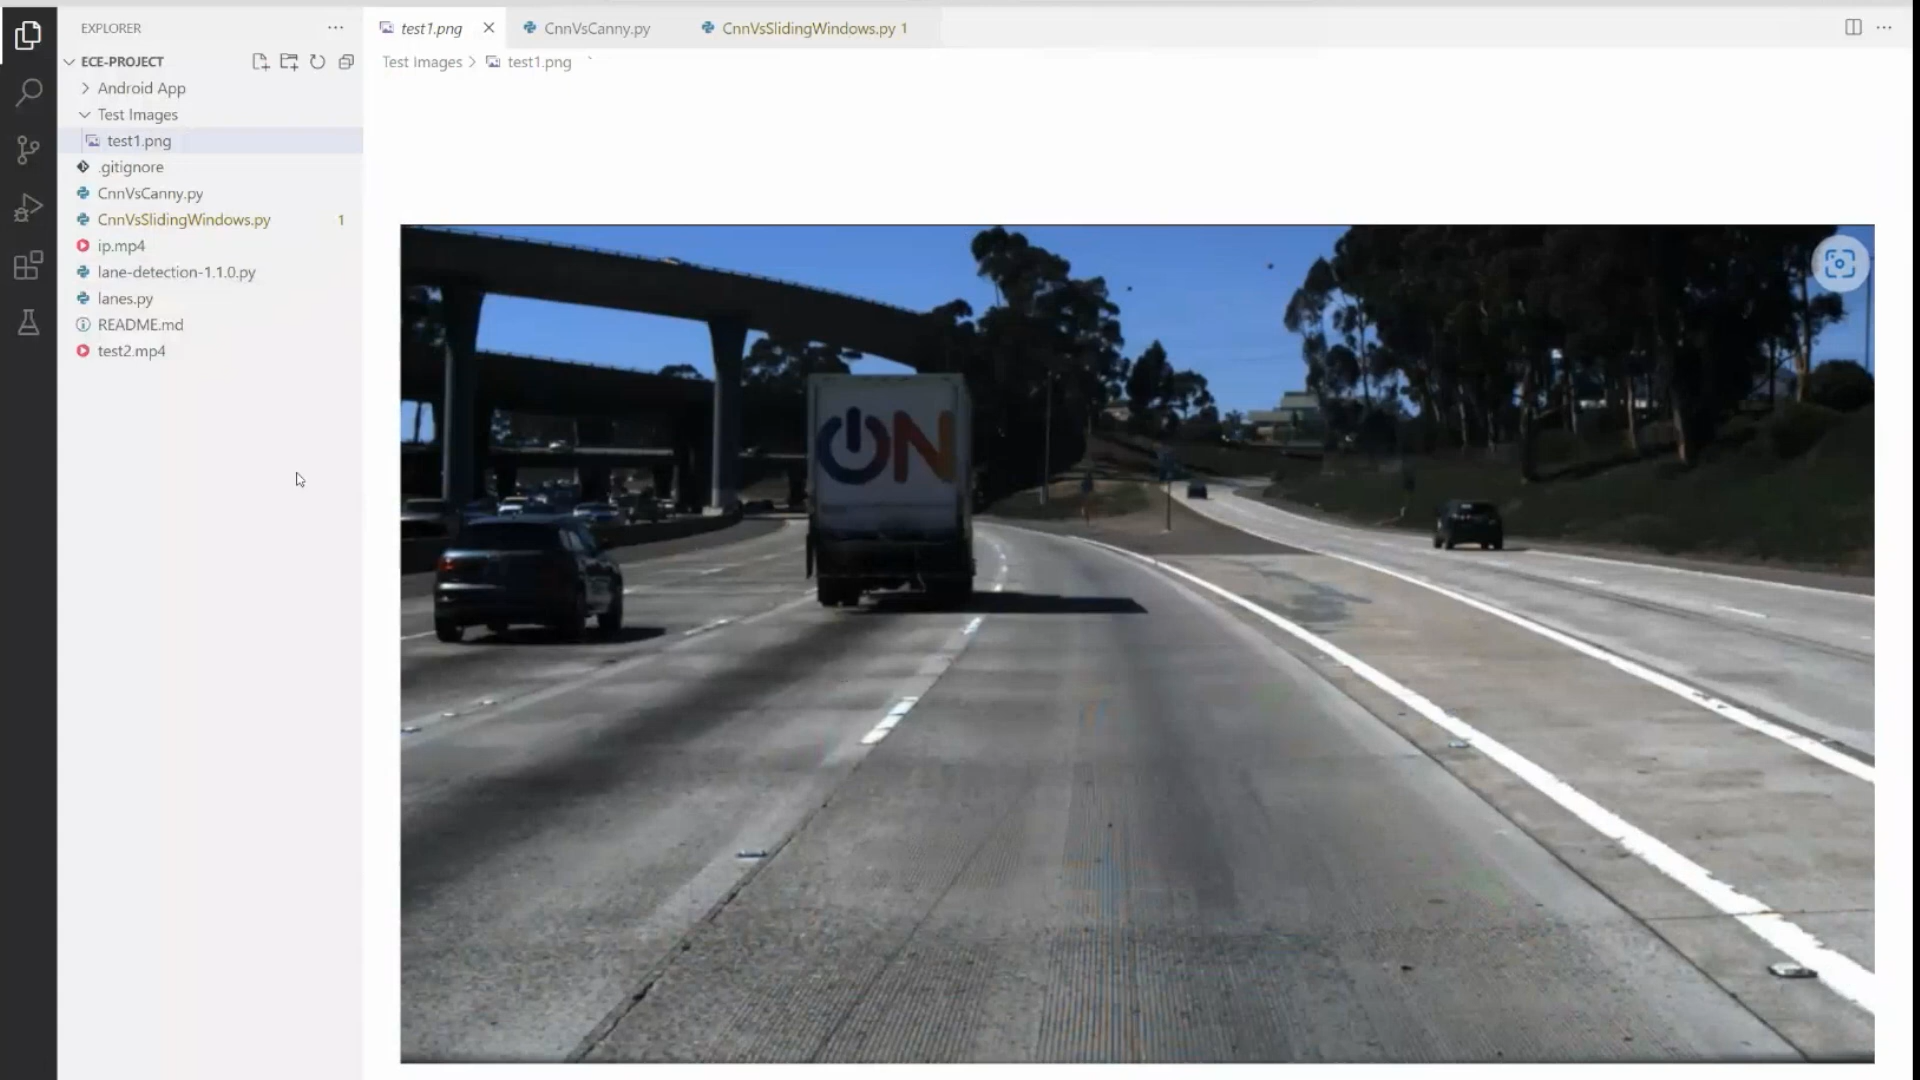 EXPLORER
ECE-PROJECT
Android App
Test Images
test1.png
.gitignore
CnnVsCanny.py
CnnVsSlidingWindows.py 1
ip.mp4
lane-detection-1.1.0.py
lanes.py
README.md
test2.mp4
test1.png
CnnVsCanny.py
CnnVsSlidingWindows.py 1
Test Images > test1.png
ON